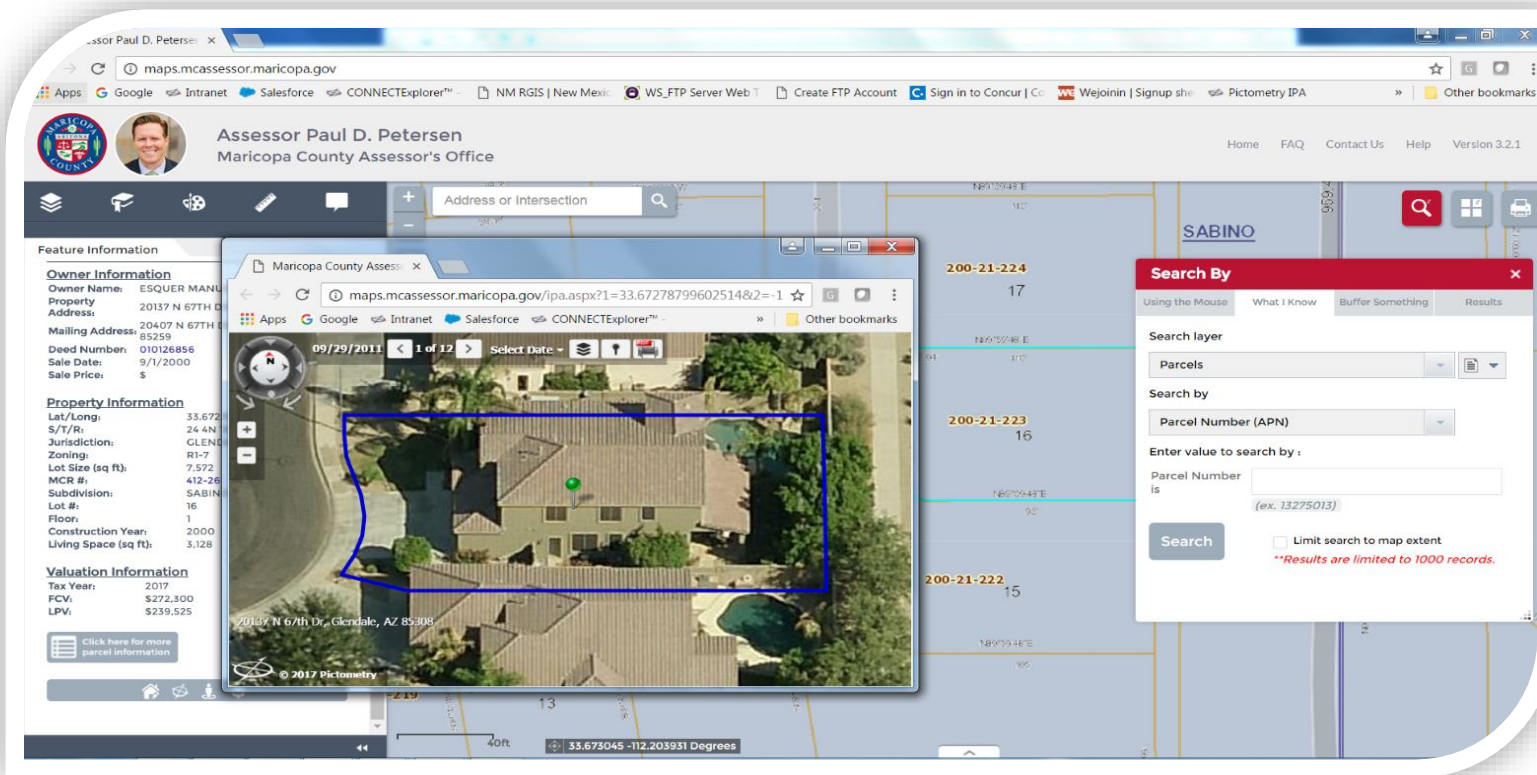 ssor Paul D. Peterse
maps.mcassessor.maricopa.gov
Apps Google Intranet Salesforce CONNECTExplorer™ - NM RGIS | New Mexic WS_FTP Server Web T Create FTP Account Sign in to Concur | Co Wejoinin | Signup she Pictometry IPA » Other bookmarks
MARICOPA COUNTY
ARIZONA
Assessor Paul D. Petersen
Maricopa County Assessor's Office
Home FAQ Contact Us Help Version 3.2.1
Address or Intersection
Feature Information
Owner Information
Owner Name: ESQUER MANU
Property Address: 20137 N 67TH D
Mailing Address: 20407 N 67TH
85259
Deed Number: 010126856
Sale Date: 9/1/2000
Sale Price: $
Property Information
Lat/Long: 33.672
S/T/R: 24 4N
Jurisdiction: GLEND
Zoning: R1-7
Lot Size (sq ft): 7,572
MCR #: 412-26
Subdivision: SABIN
Lot #: 16
Floor: 1
Construction Year: 2000
Living Space (sq ft): 3,128
Valuation Information
Tax Year: 2017
FCV: $272,300
LPV: $239,525
Click here for more
parcel information
Maricopa County Assess
maps.mcassessor.maricopa.gov/ipa.aspx?1=33.67278799602514&2=-1
Apps Google Intranet Salesforce CONNECTExplorer™ - » Other bookmarks
09/29/2011 < 1 of 12 > Select Date
N
20137 N 67th Dr, Glendale, AZ 85308
© 2017 Pictometry
SABINO
200-21-224
17
200-21-223
16
200-21-222
15
-219
13
40ft
33.673045 -112.203931 Degrees
Search By
Using the Mouse What I Know Buffer Something Results
Search layer
Parcels
Search by
Parcel Number (APN)
Enter value to search by :
Parcel Number
is
(ex. 13275013)
Search
Limit search to map extent
**Results are limited to 1000 records.